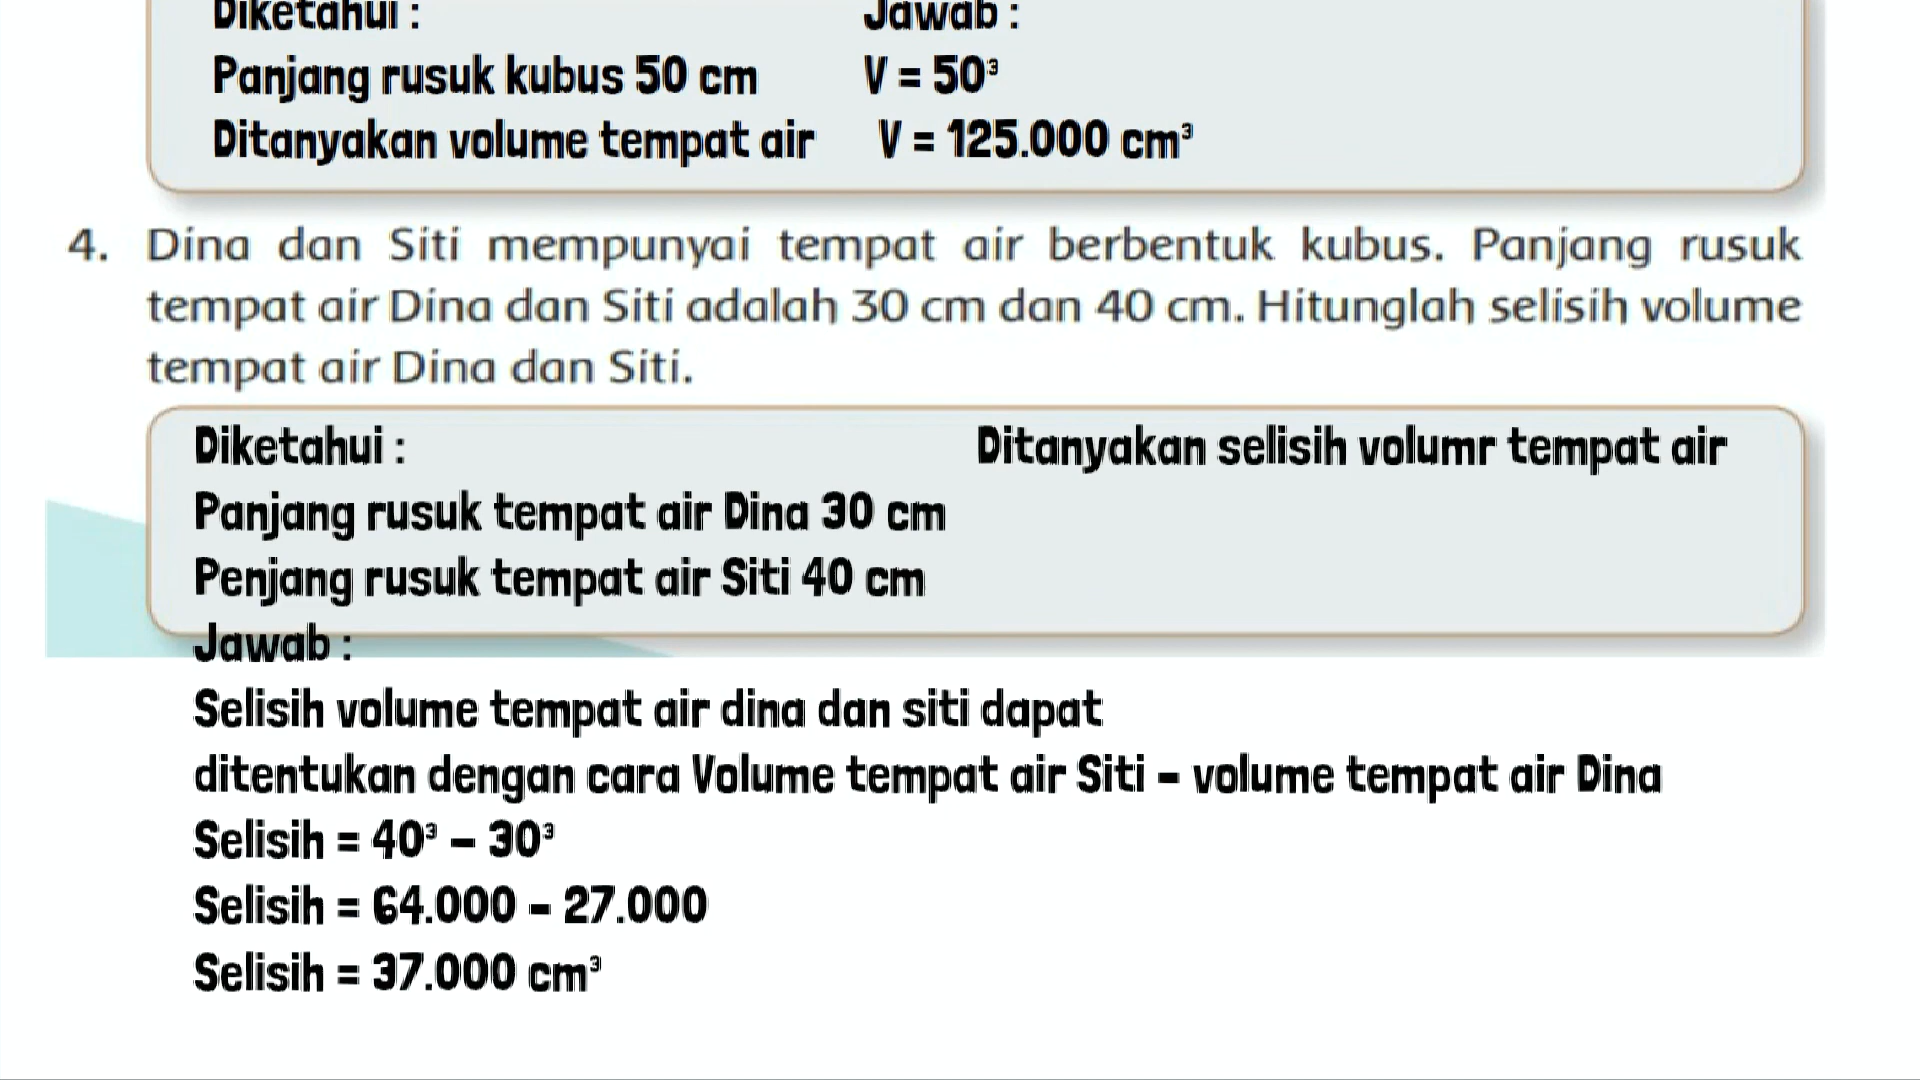 Diketahui :
Jawab :
Panjang rusuk kubus 50 cm
V = 50³
Ditanyakan volume tempat air
V = 125.000 cm³
4. Dina dan Siti mempunyai tempat air berbentuk kubus. Panjang rusuk
tempat air Dina dan Siti adalah 30 cm dan 40 cm. Hitunglah selisih volume
tempat air Dina dan Siti.
Diketahui :
Ditanyakan selisih volumr tempat air
Panjang rusuk tempat air Dina 30 cm
Penjang rusuk tempat air Siti 40 cm
Jawab :
Selisih volume tempat air dina dan siti dapat
ditentukan dengan cara Volume tempat air Siti – volume tempat air Dina
Selisih = 40³ – 30³
Selisih = 64.000 – 27.000
Selisih = 37.000 cm³